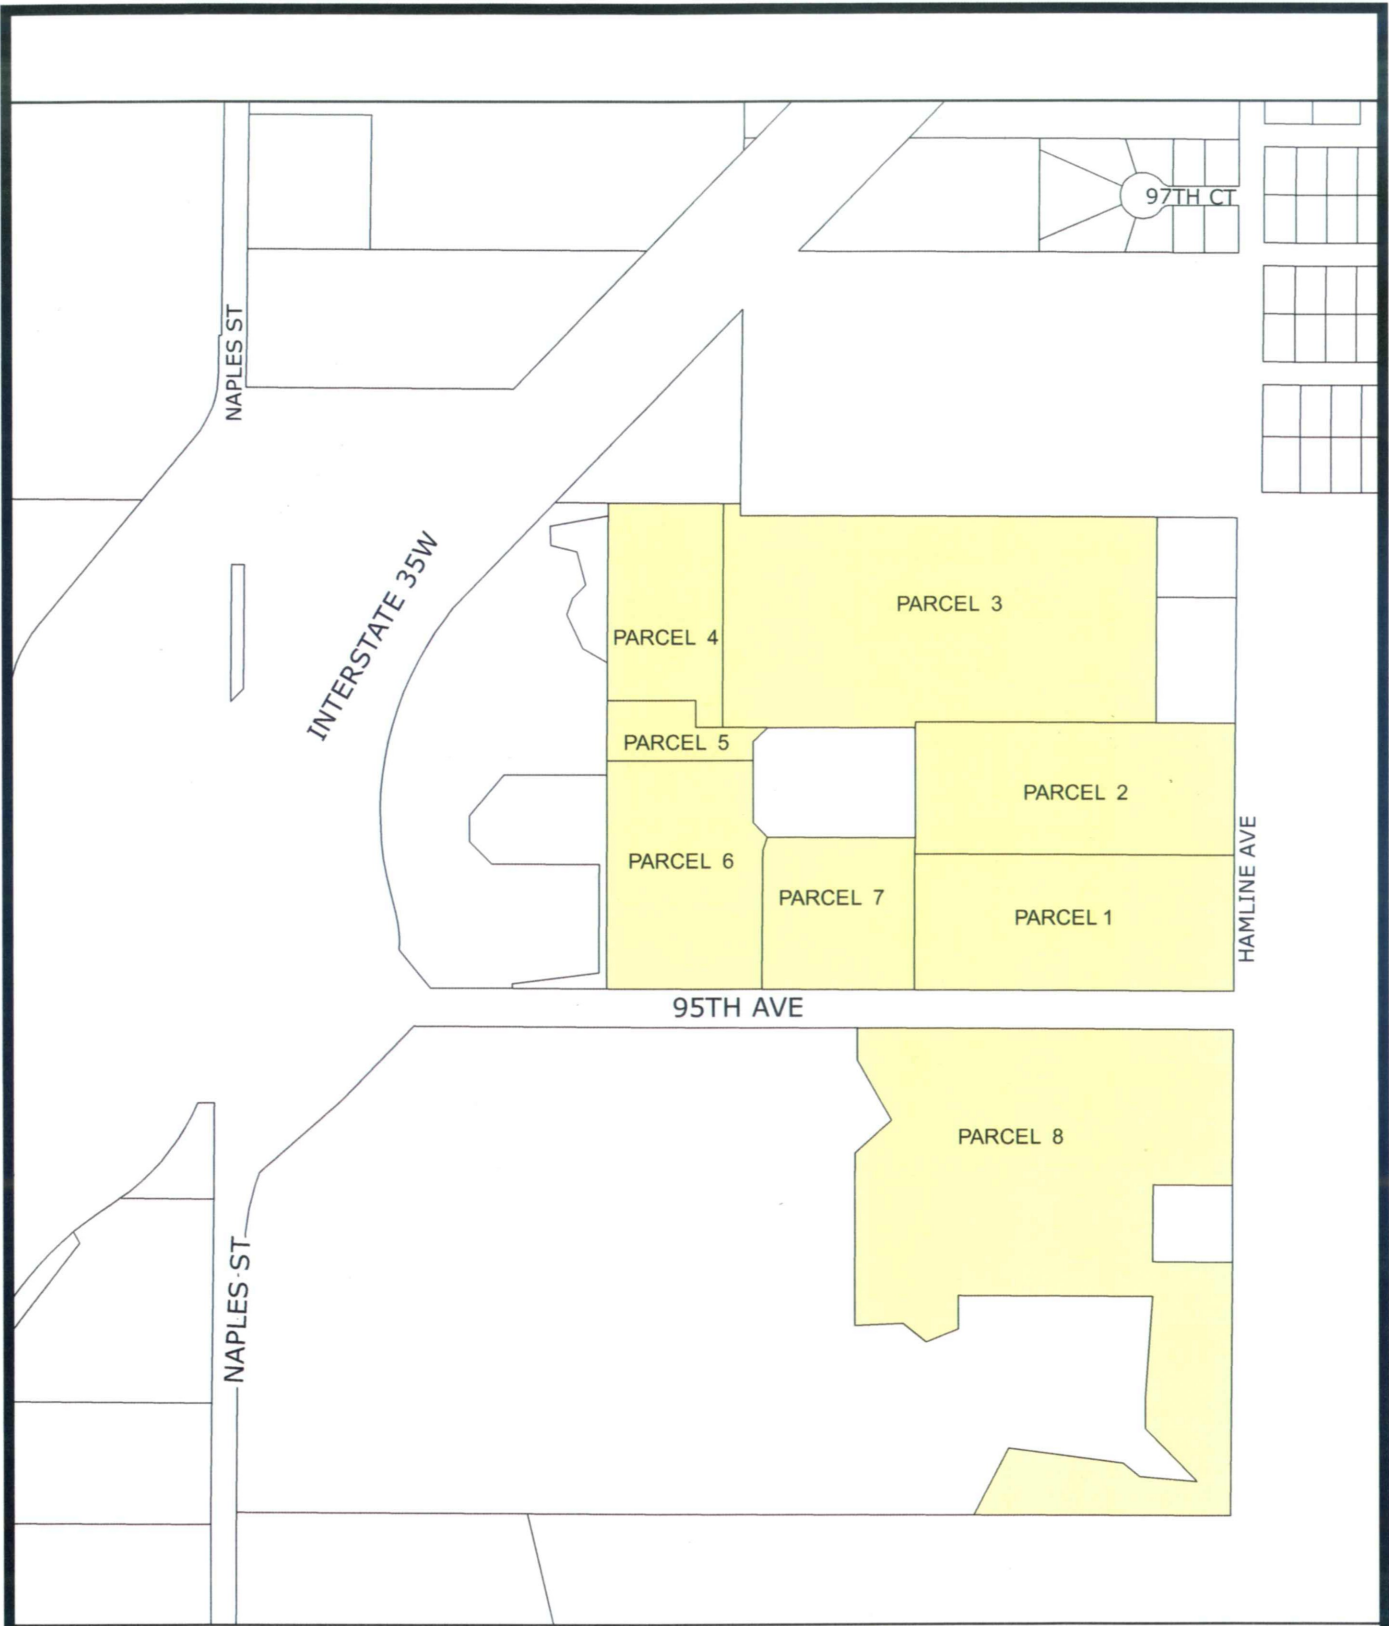 97TH CT
NAPLES ST
INTERSTATE 35W
PARCEL 3
PARCEL 4
PARCEL 5
PARCEL 2
PARCEL 6
PARCEL 7
PARCEL 1
HAMLINE AVE
95TH AVE
PARCEL 8
NAPLES ST